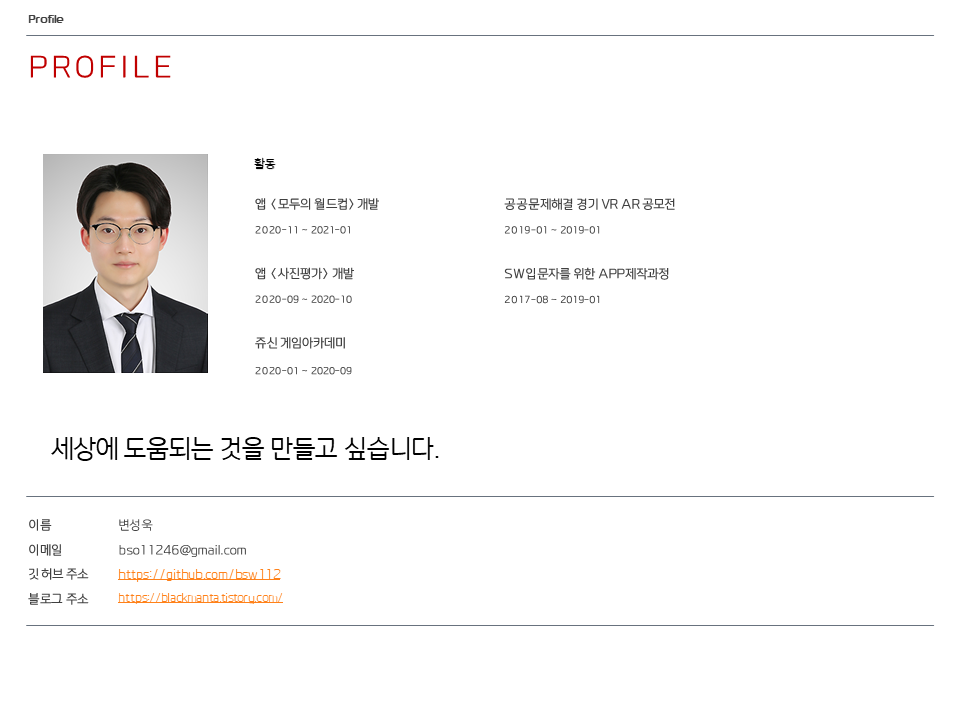 Profile
PROFILE
활동
앱 <모두의 월드컵> 개발
2020-11 ~ 2021-01
앱 <사진평가> 개발
2020-09 ~ 2020-10
쥬신 게임아카데미
2020-01 ~ 2020-09
공공문제해결 경기 VR AR 공모전
2019-01 ~ 2019-01
SW입문자를 위한 APP제작과정
2017-08 ~ 2019-01
세상에 도움되는 것을 만들고 싶습니다.
이름 변성욱
이메일 bso11246@gmail.com
깃허브 주소 https://github.com/bsw112
블로그 주소 https://blackmanta.tistory.com/